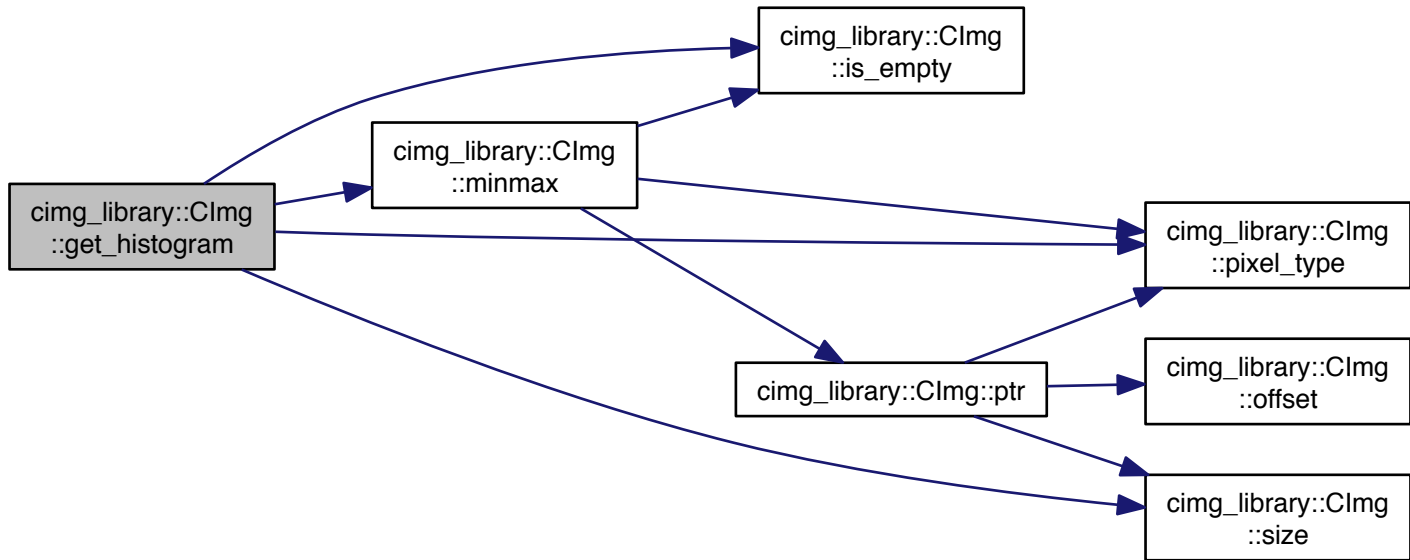 cimg_library::CImg
::is_empty
cimg_library::CImg
::minmax
cimg_library::CImg
::get_histogram
cimg_library::CImg
::pixel_type
cimg_library::CImg::ptr
cimg_library::CImg
::offset
cimg_library::CImg
::size